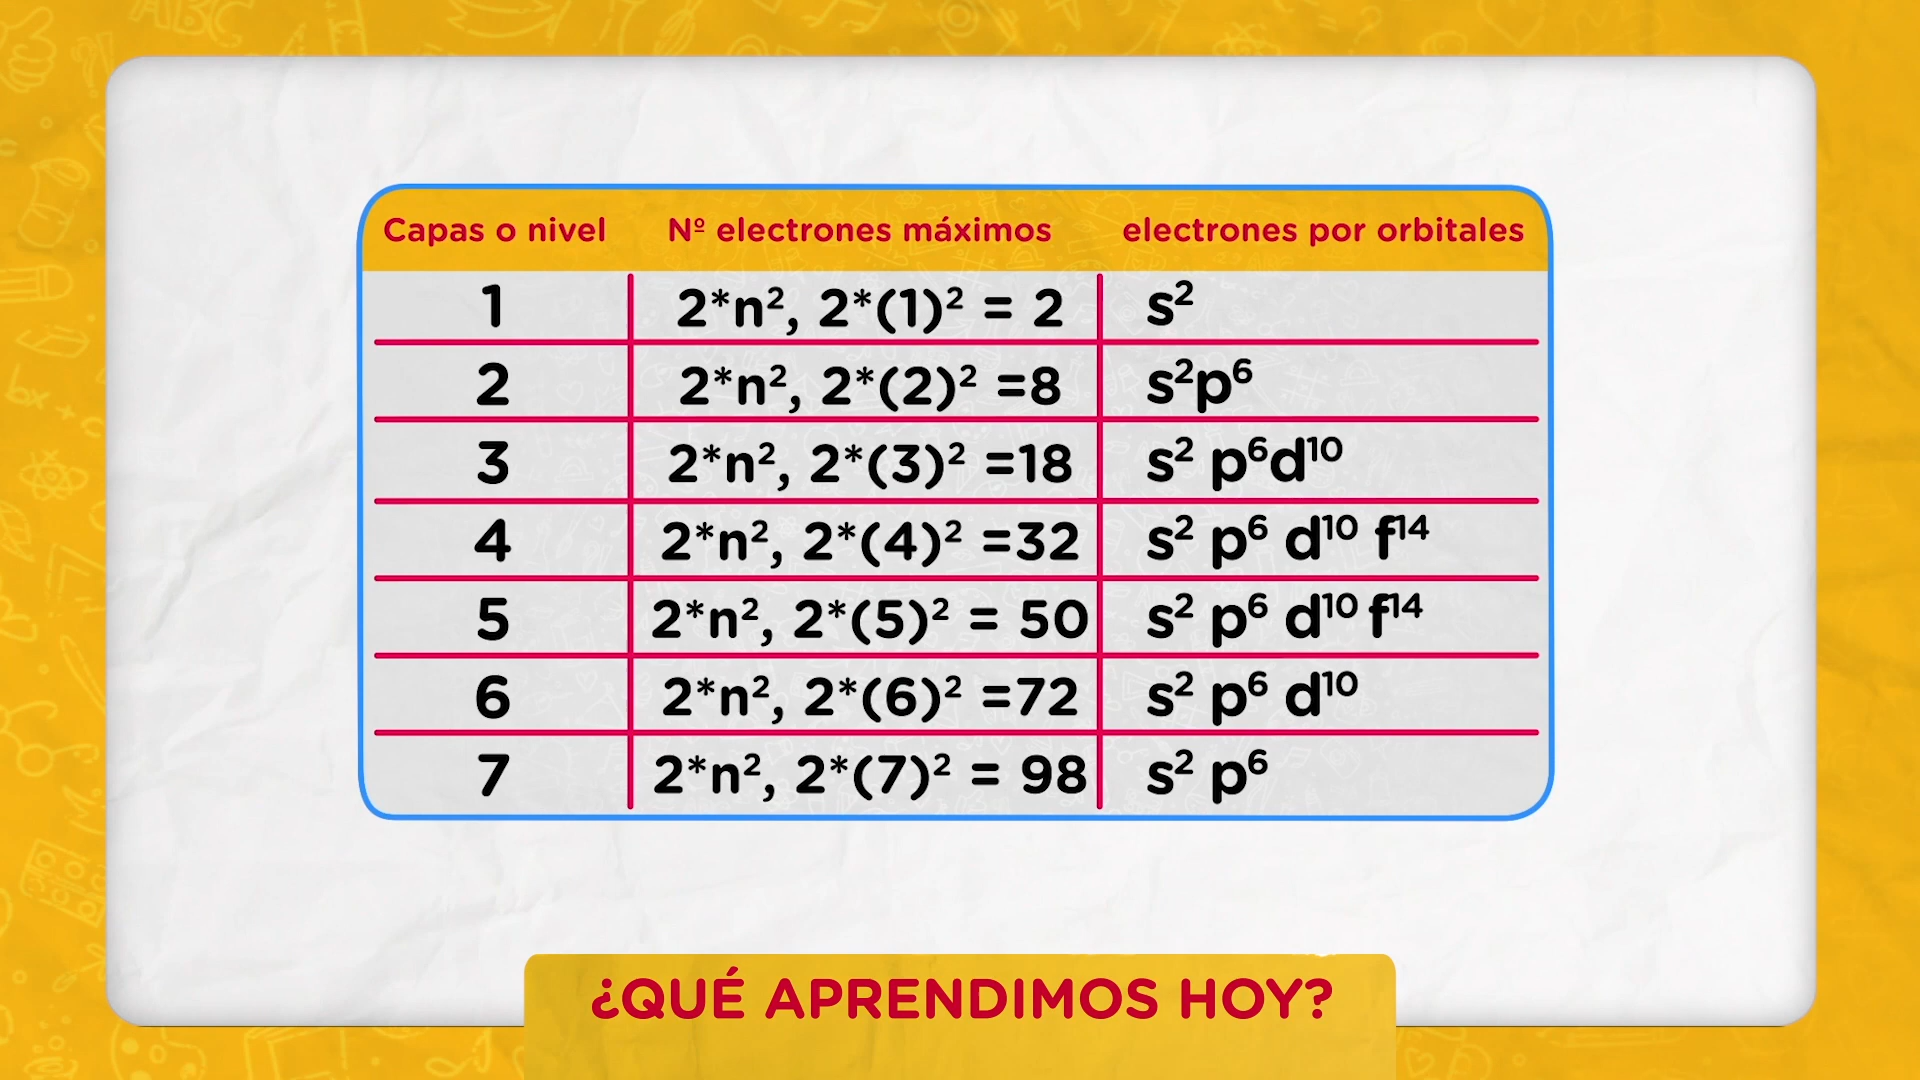 Capas o nivel Nº electrones máximos electrones por orbitales
1 2*n², 2*(1)² = 2 s²
2 2*n², 2*(2)² =8 s²p⁶
3 2*n², 2*(3)² =18 s² p⁶d¹⁰
4 2*n², 2*(4)² =32 s² p⁶ d¹⁰ f¹⁴
5 2*n², 2*(5)² = 50 s² p⁶ d¹⁰ f¹⁴
6 2*n², 2*(6)² =72 s² p⁶ d¹⁰
7 2*n², 2*(7)² = 98 s² p⁶
¿QUÉ APRENDIMOS HOY?